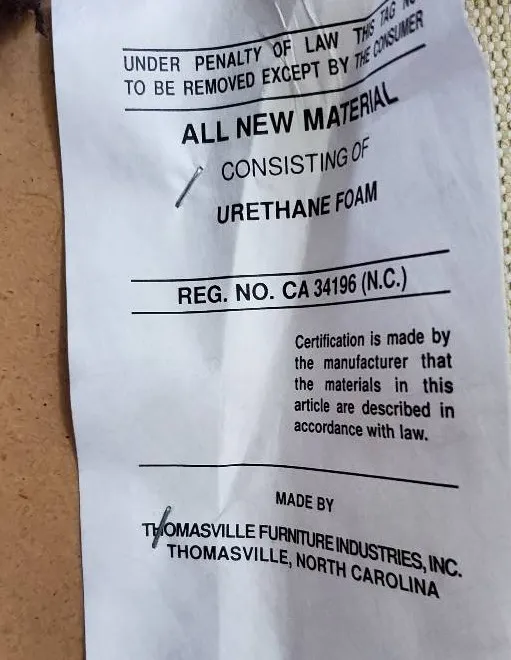 UNDER PENALTY OF LAW THIS TAG
TO BE REMOVED EXCEPT BY THE CONSUMER
ALL NEW MATERIAL
CONSISTING OF
URETHANE FOAM
REG. NO. CA 34196 (N.C.)
Certification is made by
the manufacturer that
the materials in this
article are described in
accordance with law.
MADE BY
THOMASVILLE FURNITURE INDUSTRIES, INC.
THOMASVILLE, NORTH CAROLINA